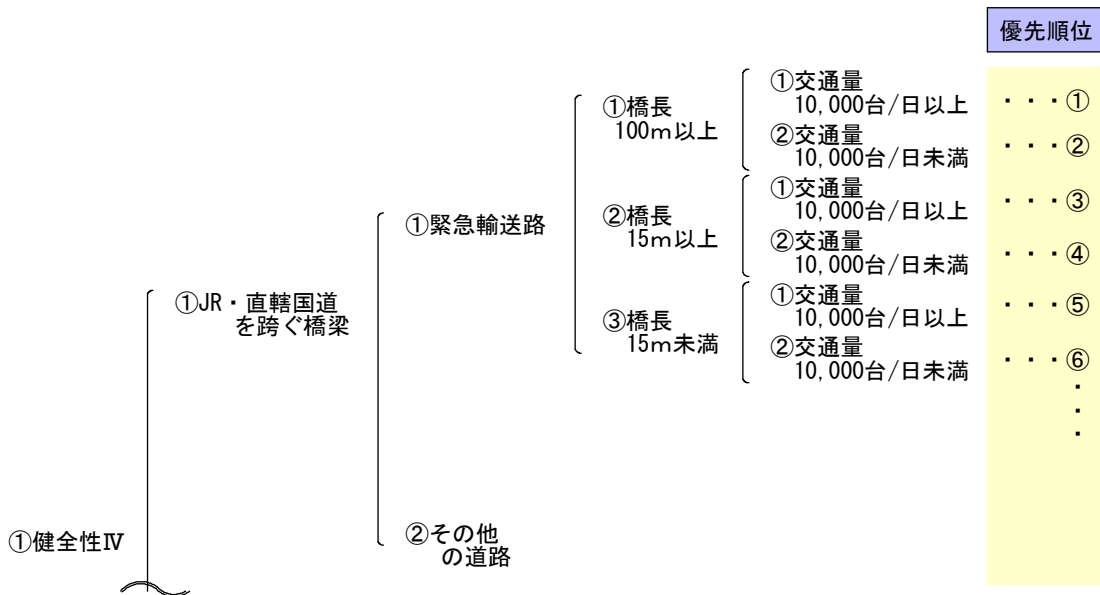 優先順位
①健全性Ⅳ
①JR・直轄国道
を跨ぐ橋梁
①緊急輸送路
①橋長
100m以上
①交通量
10,000台/日以上
・・・①
②交通量
10,000台/日未満
・・・②
②橋長
15m以上
①交通量
10,000台/日以上
・・・③
②交通量
10,000台/日未満
・・・④
③橋長
15m未満
①交通量
10,000台/日以上
・・・⑤
②交通量
10,000台/日未満
・・・⑥
・
・
・
②その他
の道路